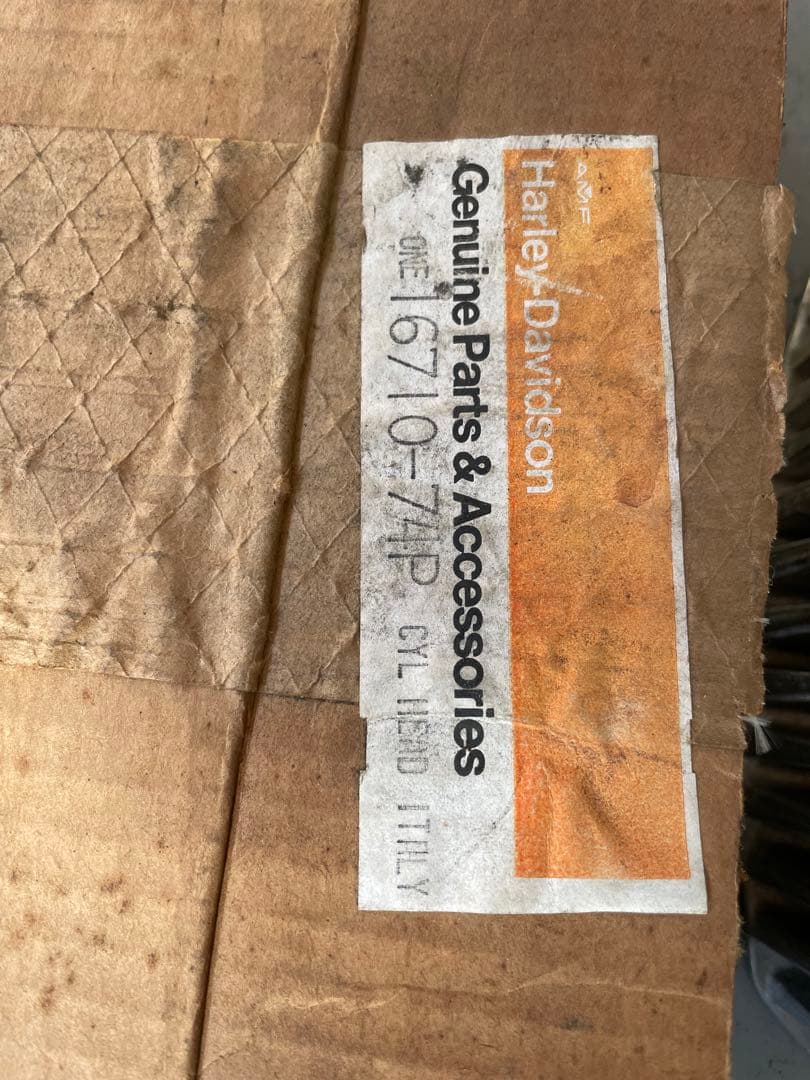 AMF
Harley-Davidson
Genuine Parts & Accessories
ONE 16710-74P CYL HEAD ITALY